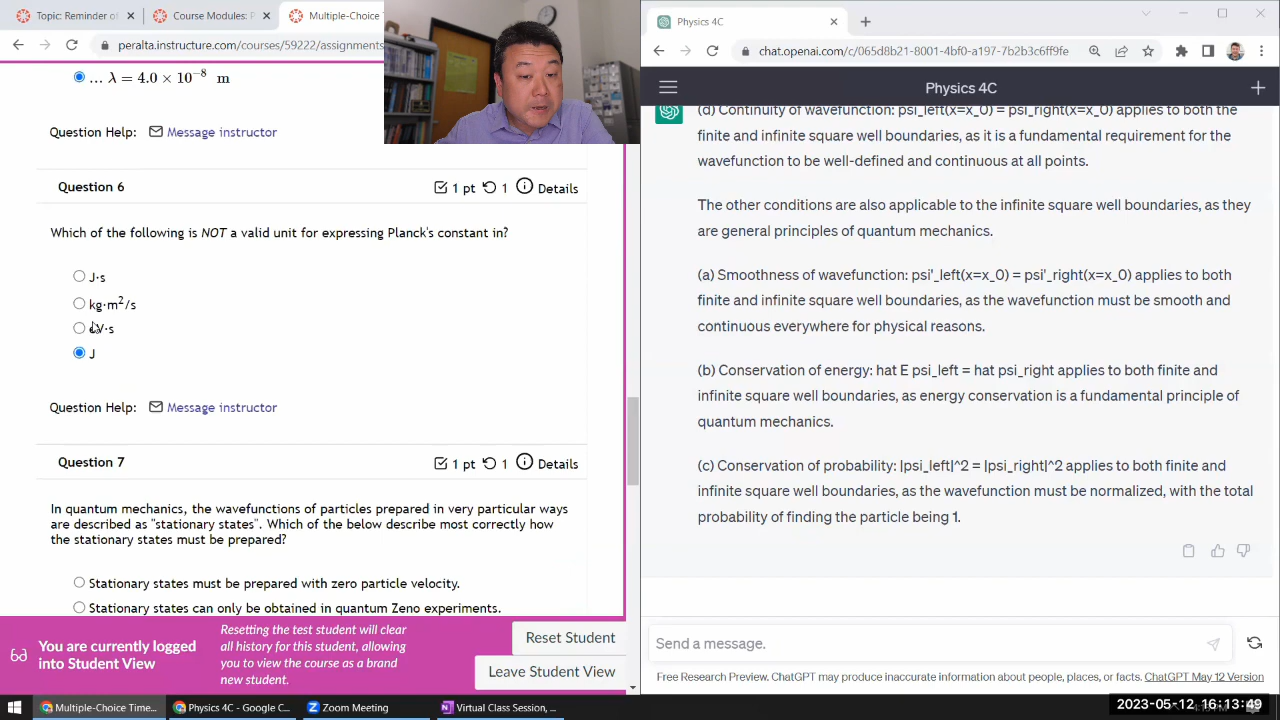 Topic: Reminder of
Course Modules: P
Multiple-Choice
peralta.instructure.com/courses/59222/assignments
... λ = 4.0 × 10⁻⁸ m
Question Help: Message instructor
Question 6
1 pt 1 Details
Which of the following is NOT a valid unit for expressing Planck's constant in?
J·s
kg·m²/s
eV·s
J
Question Help: Message instructor
Question 7
1 pt 1 Details
In quantum mechanics, the wavefunctions of particles prepared in very particular ways
are described as "stationary states". Which of the below describe most correctly how
the stationary states must be prepared?
Stationary states must be prepared with zero particle velocity.
Stationary states can only be obtained in quantum Zeno experiments.
You are currently logged
into Student View
Resetting the test student will clear
all history for this student, allowing
you to view the course as a brand
new student.
Reset Student
Leave Student View
Physics 4C
chat.openai.com/c/065d8b21-8001-4bf0-a197-7b2b3c6ff9fe
Physics 4C
(d) Continuity of wavefunction: psi_left(x=x_0) = psi_right(x=x_0) applies to both the
finite and infinite square well boundaries, as it is a fundamental requirement for the
wavefunction to be well-defined and continuous at all points.
The other conditions are also applicable to the infinite square well boundaries, as they
are general principles of quantum mechanics.
(a) Smoothness of wavefunction: psi'_left(x=x_0) = psi'_right(x=x_0) applies to both
finite and infinite square well boundaries, as the wavefunction must be smooth and
continuous everywhere for physical reasons.
(b) Conservation of energy: hat E psi_left = hat psi_right applies to both finite and
infinite square well boundaries, as energy conservation is a fundamental principle of
quantum mechanics.
(c) Conservation of probability: |psi_left|^2 = |psi_right|^2 applies to both finite and
infinite square well boundaries, as the wavefunction must be normalized, with the total
probability of finding the particle being 1.
Send a message.
Free Research Preview. ChatGPT may produce inaccurate information about people, places, or facts. ChatGPT May 12 Version
Multiple-Choice Time...
Physics 4C - Google C...
Zoom Meeting
Virtual Class Session, ...
2023-05-12 16:13:49